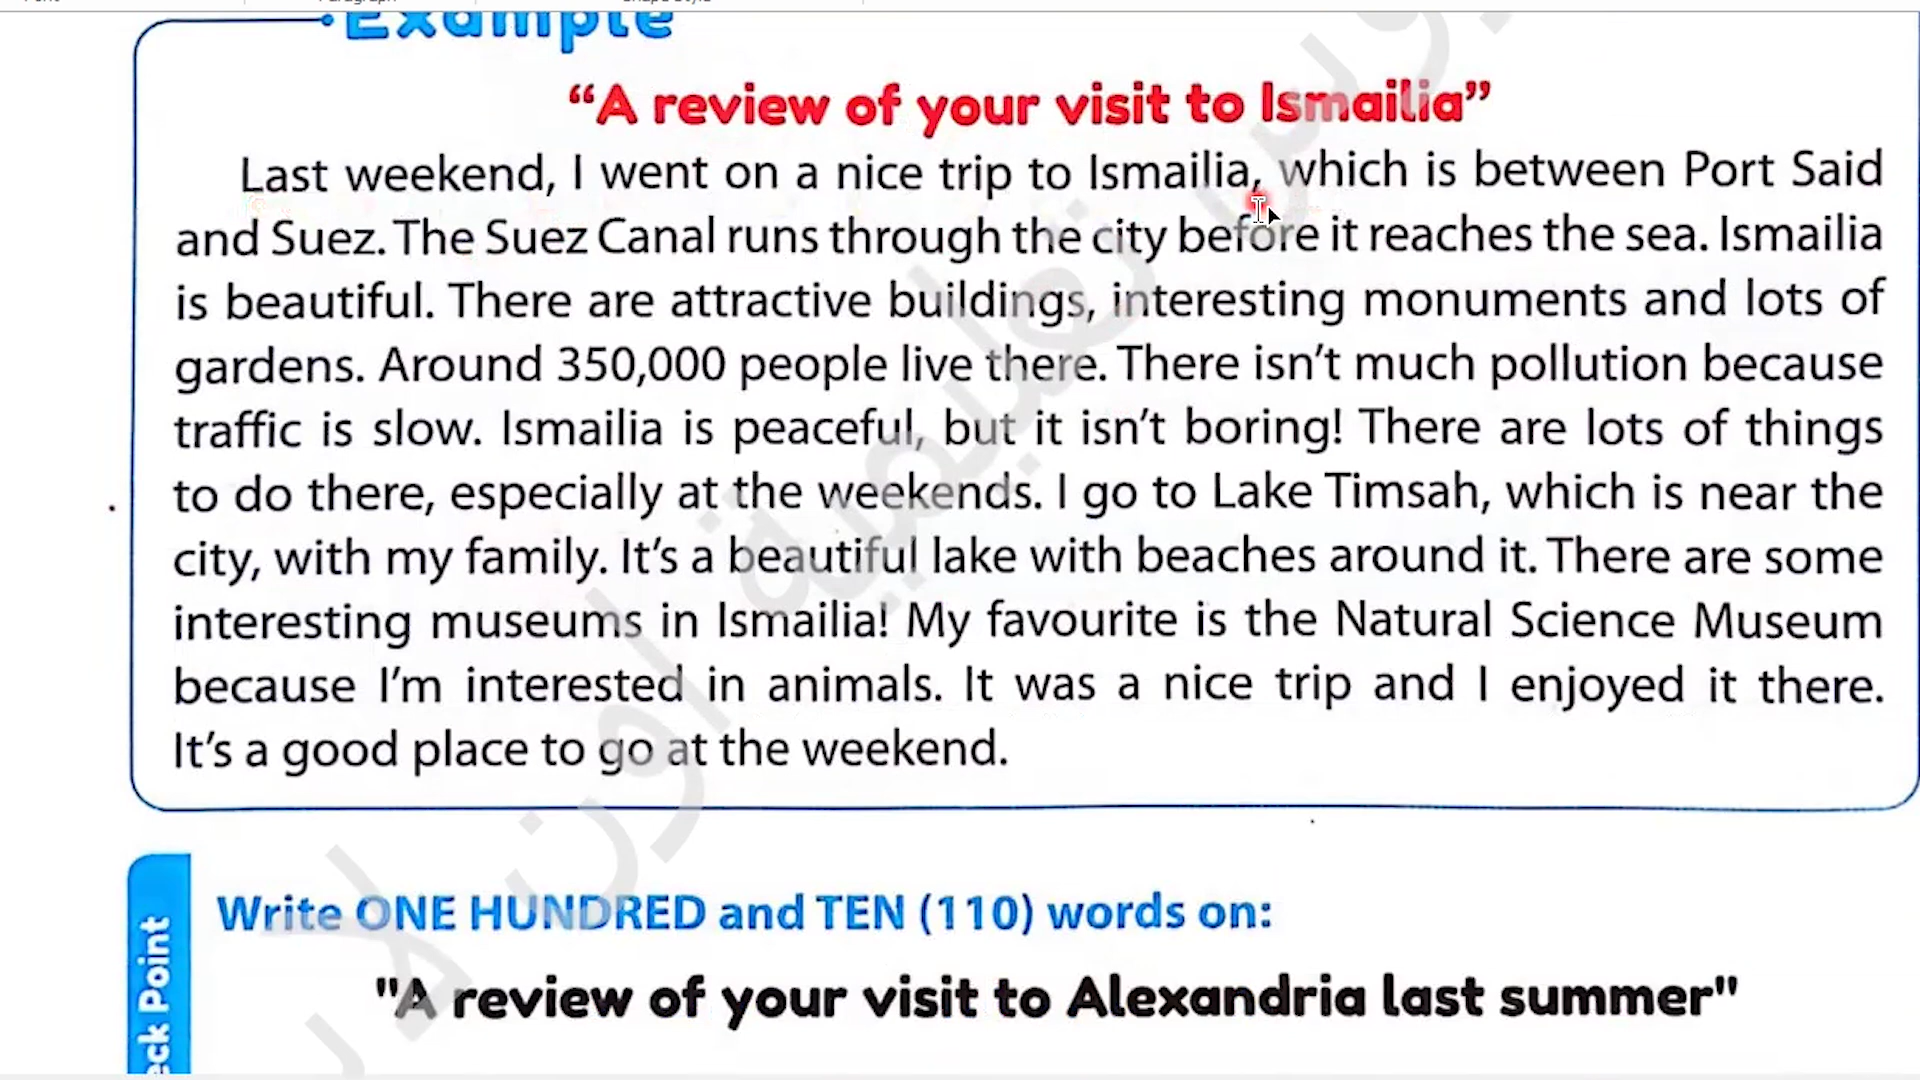 Example
“A review of your visit to Ismailia”
Last weekend, I went on a nice trip to Ismailia, which is between Port Said
and Suez. The Suez Canal runs through the city before it reaches the sea. Ismailia
is beautiful. There are attractive buildings, interesting monuments and lots of
gardens. Around 350,000 people live there. There isn’t much pollution because
traffic is slow. Ismailia is peaceful, but it isn’t boring! There are lots of things
to do there, especially at the weekends. I go to Lake Timsah, which is near the
city, with my family. It’s a beautiful lake with beaches around it. There are some
interesting museums in Ismailia! My favourite is the Natural Science Museum
because I’m interested in animals. It was a nice trip and I enjoyed it there.
It’s a good place to go at the weekend.
Write ONE HUNDRED and TEN (110) words on:
"A review of your visit to Alexandria last summer"
Point